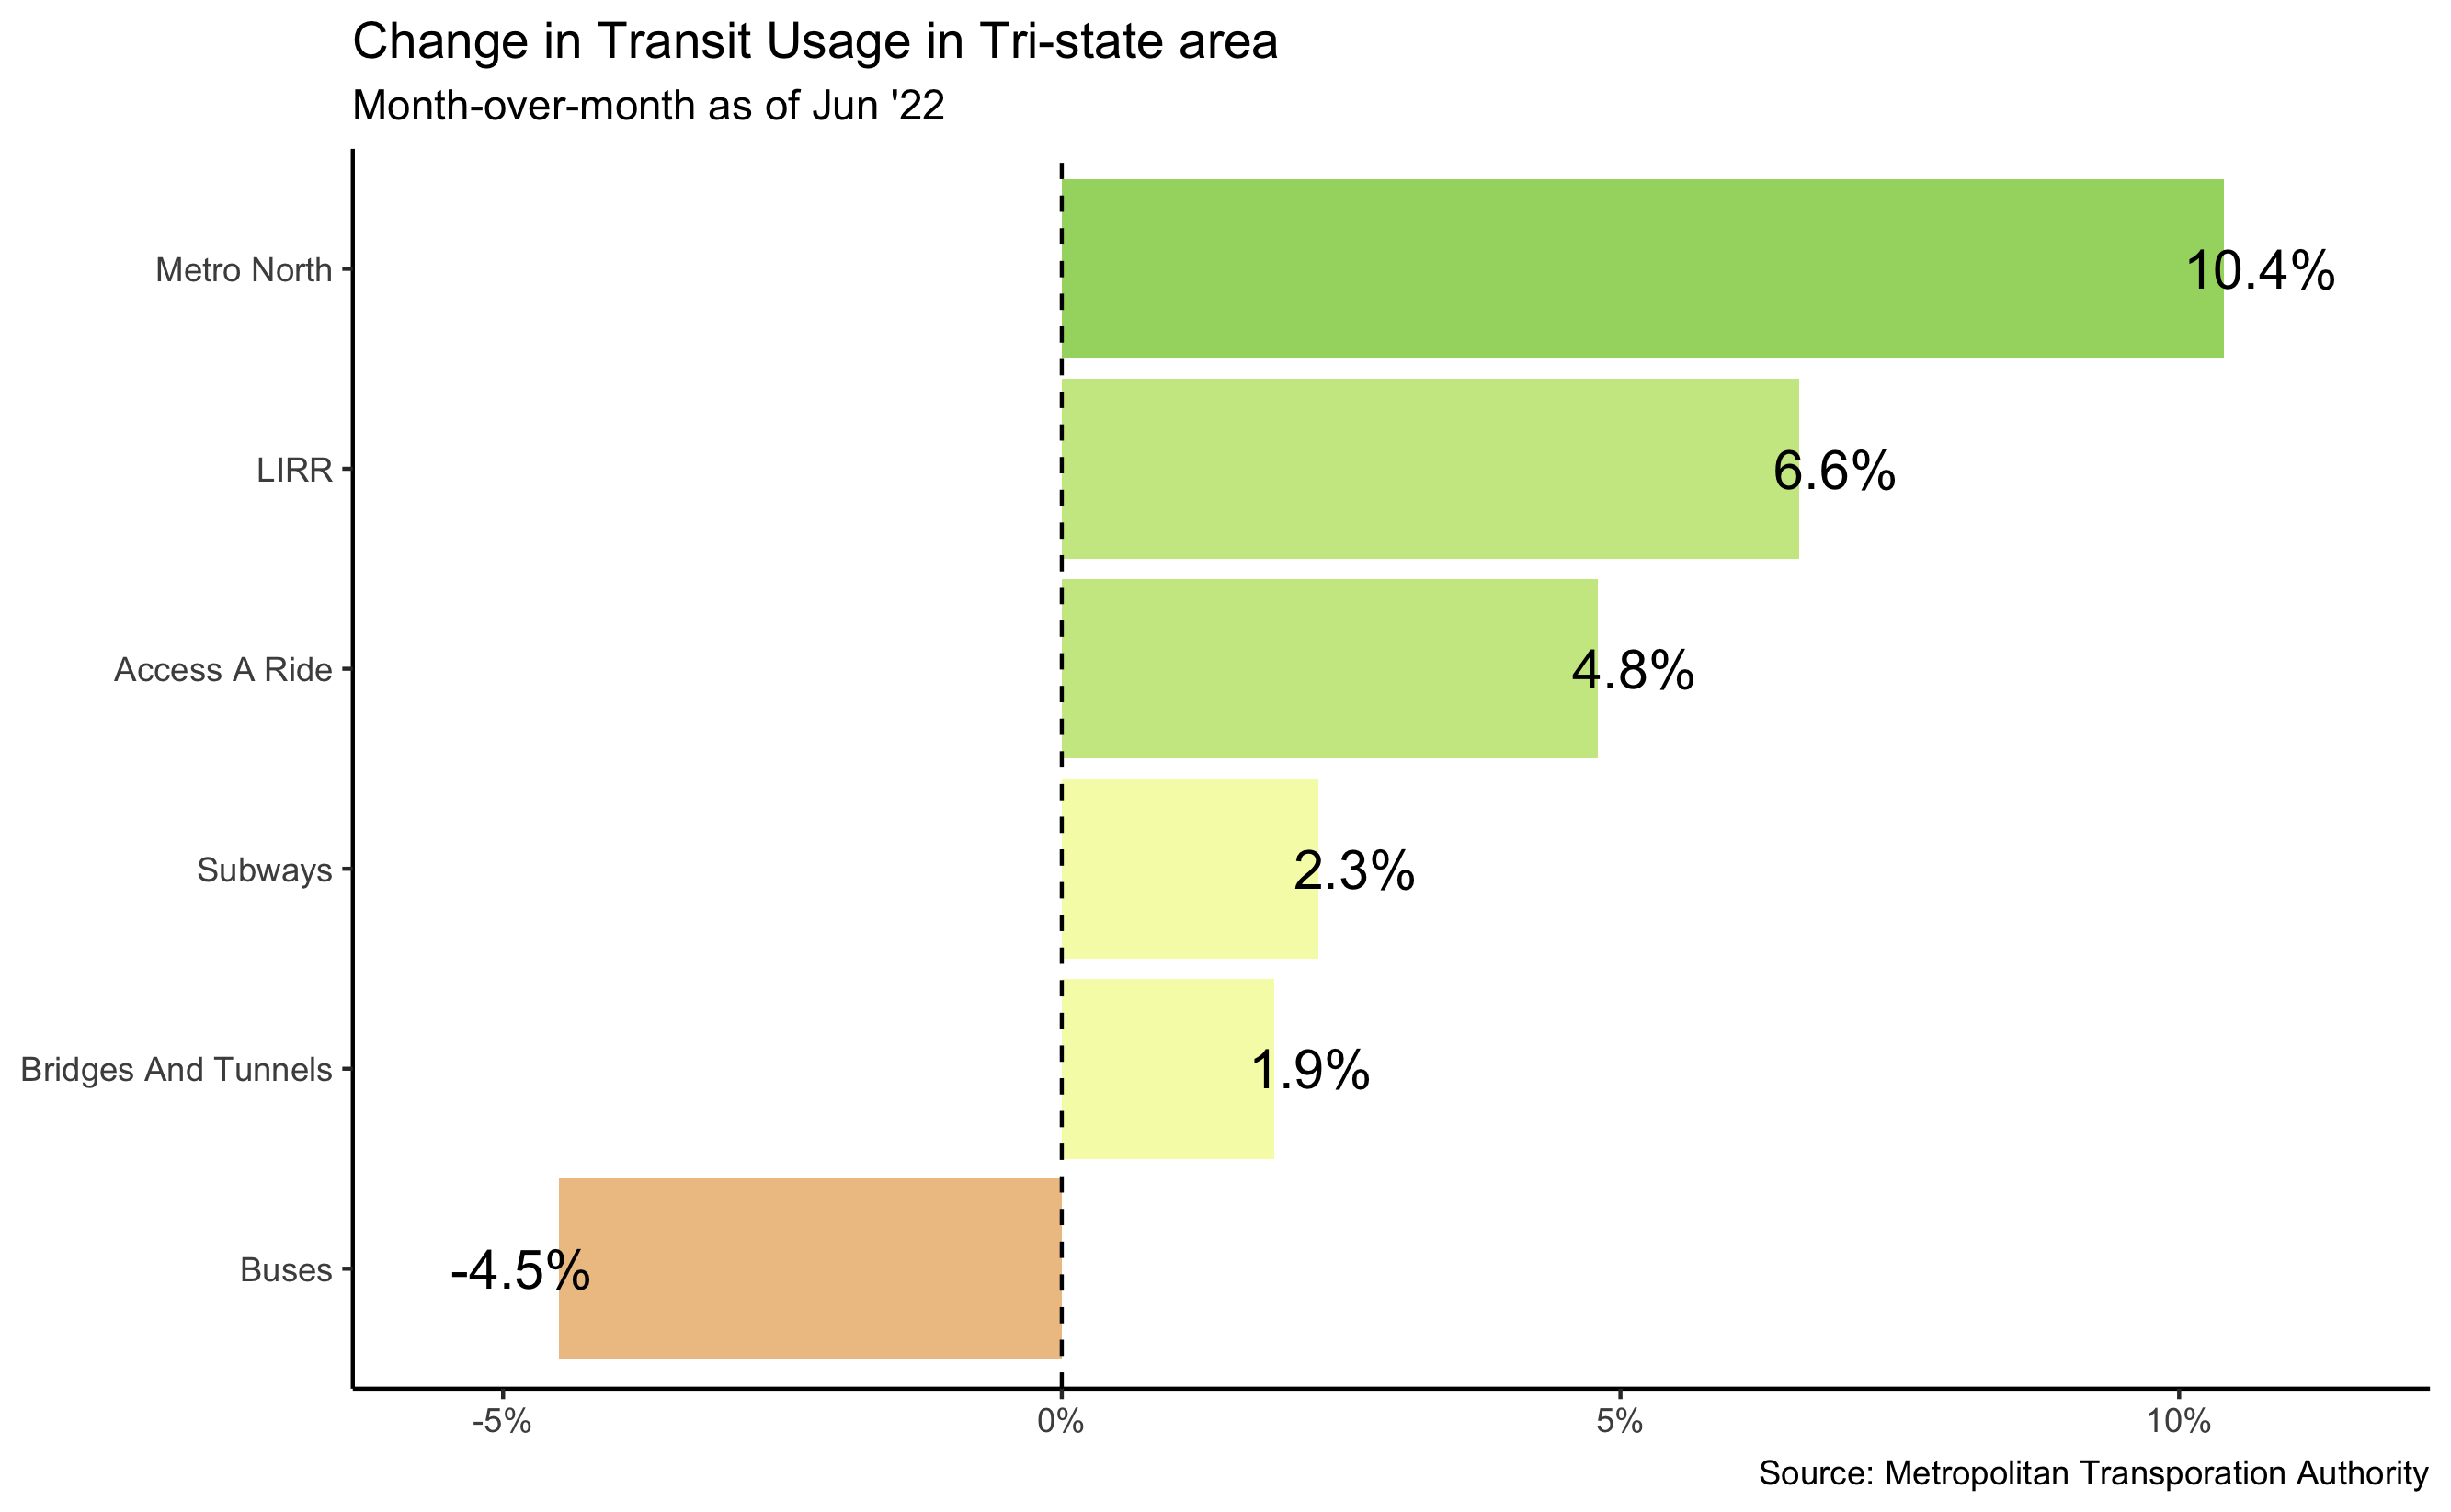 Change in Transit Usage in Tri-state area
Month-over-month as of Jun '22
Metro North
10.4%
LIRR
6.6%
Access A Ride
4.8%
Subways
2.3%
Bridges And Tunnels
1.9%
Buses
-4.5%
-5%
0%
5%
10%
Source: Metropolitan Transporation Authority